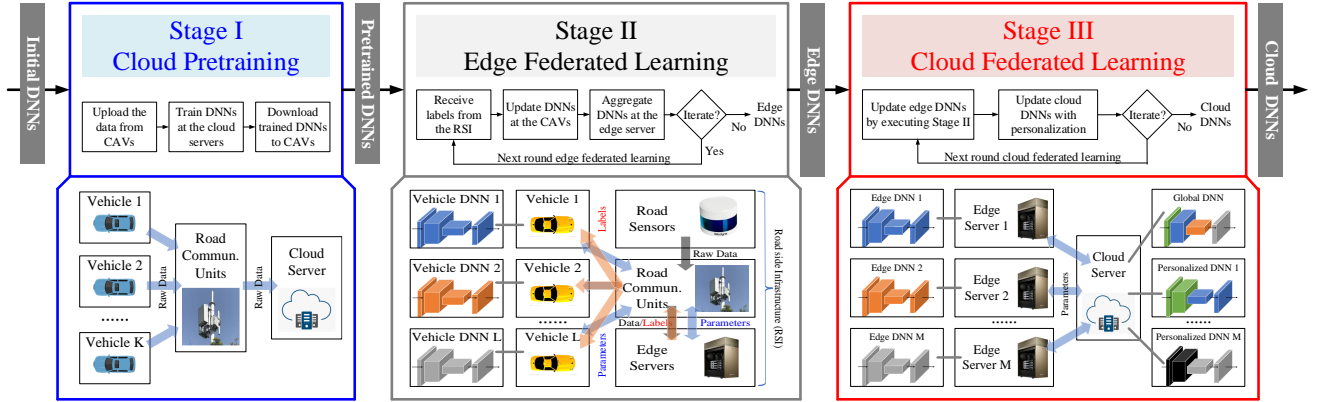 Initial DNNs
Stage I
Cloud Pretraining
Upload the
data from
CAVs
Train DNNs
at the cloud
servers
Download
trained DNNs
to CAVs
Vehicle 1
Vehicle 2
......
Vehicle K
Raw Data
Road
Commun.
Units
Raw Data
Cloud
Server
Pretrained DNNs
Stage II
Edge Federated Learning
Receive
labels from
the RSI
Update DNNs
at the CAVs
Aggregate
DNNs at the
edge server
Iterate?
Edge
DNNs
No
Yes
Next round edge federated learning
Vehicle DNN 1
Vehicle DNN 2
Vehicle DNN L
Vehicle 1
Vehicle 2
......
Vehicle L
Labels
Parameters
Road
Sensors
Raw Data
Road
Commun.
Units
......
Data/Labels
Parameters
Edge
Servers
Road side Infrastructure (RSI)
Edge DNNs
Stage III
Cloud Federated Learning
Update edge DNNs
by executing Stage II
Update cloud
DNNs with
personalization
Iterate?
Cloud
DNNs
No
Next round cloud federated learning
Edge DNN 1
Edge DNN 2
Edge DNN M
Edge
Server 1
Edge
Server 2
......
Edge
Server M
Parameters
Cloud
Server
Global DNN
Personalized DNN 1
......
Personalized DNN M
Cloud DNNs